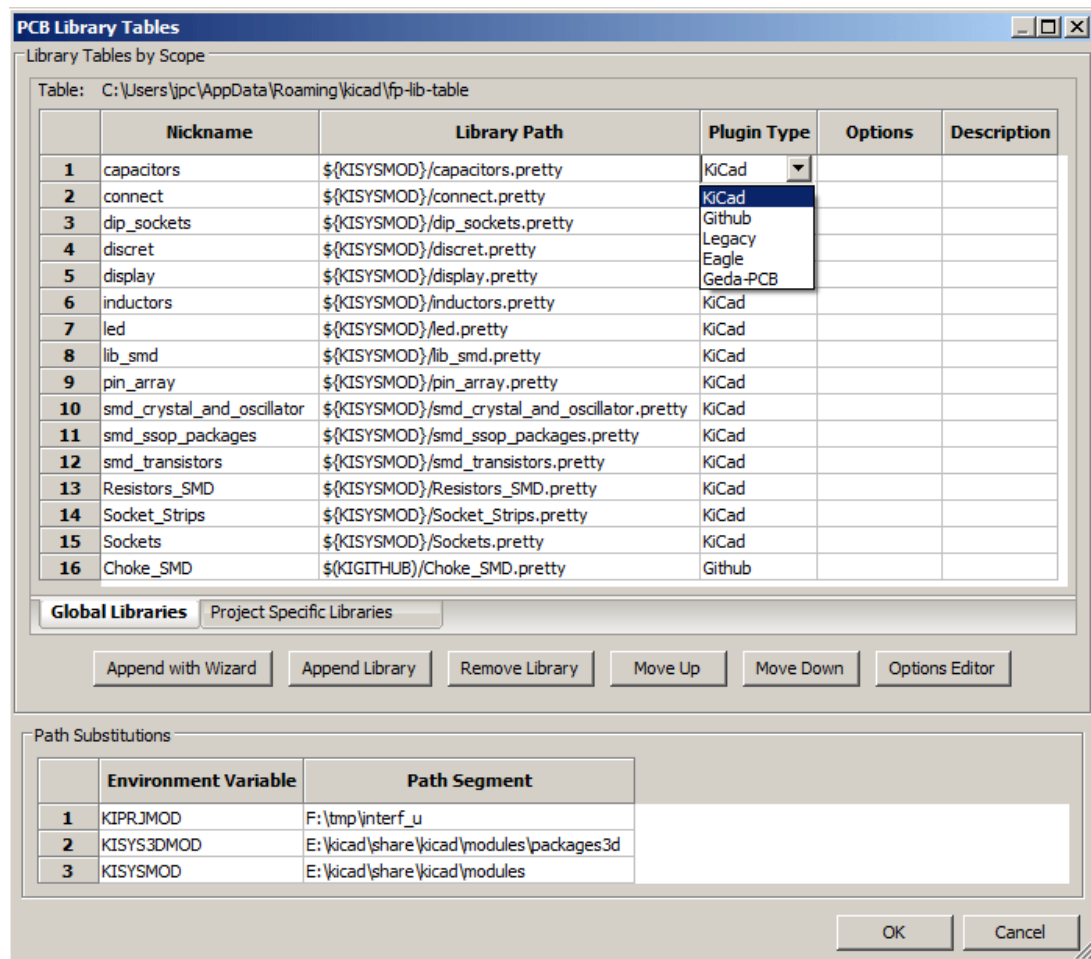 PCB Library Tables
Library Tables by Scope
Table: C:\Users\jpc\AppData\Roaming\kicad\fp-lib-table
Nickname Library Path Plugin Type Options Description
1 capacitors ${KISYSMOD}/capacitors.pretty KiCad
2 connect ${KISYSMOD}/connect.pretty KiCad
3 dip_sockets ${KISYSMOD}/dip_sockets.pretty Github
4 discret ${KISYSMOD}/discret.pretty Legacy
5 display ${KISYSMOD}/display.pretty Eagle
Geda-PCB
6 inductors ${KISYSMOD}/inductors.pretty KiCad
7 led ${KISYSMOD}/led.pretty KiCad
8 lib_smd ${KISYSMOD}/lib_smd.pretty KiCad
9 pin_array ${KISYSMOD}/pin_array.pretty KiCad
10 smd_crystal_and_oscillator ${KISYSMOD}/smd_crystal_and_oscillator.pretty KiCad
11 smd_ssop_packages ${KISYSMOD}/smd_ssop_packages.pretty KiCad
12 smd_transistors ${KISYSMOD}/smd_transistors.pretty KiCad
13 Resistors_SMD ${KISYSMOD}/Resistors_SMD.pretty KiCad
14 Socket_Strips ${KISYSMOD}/Socket_Strips.pretty KiCad
15 Sockets ${KISYSMOD}/Sockets.pretty KiCad
16 Choke_SMD $(KIGITHUB)/Choke_SMD.pretty Github
Global Libraries Project Specific Libraries
Append with Wizard Append Library Remove Library Move Up Move Down Options Editor
Path Substitutions
Environment Variable Path Segment
1 KIPRJMOD F:\tmp\interf_u
2 KISYS3DMOD E:\kicad\share\kicad\modules\packages3d
3 KISYSMOD E:\kicad\share\kicad\modules
OK Cancel